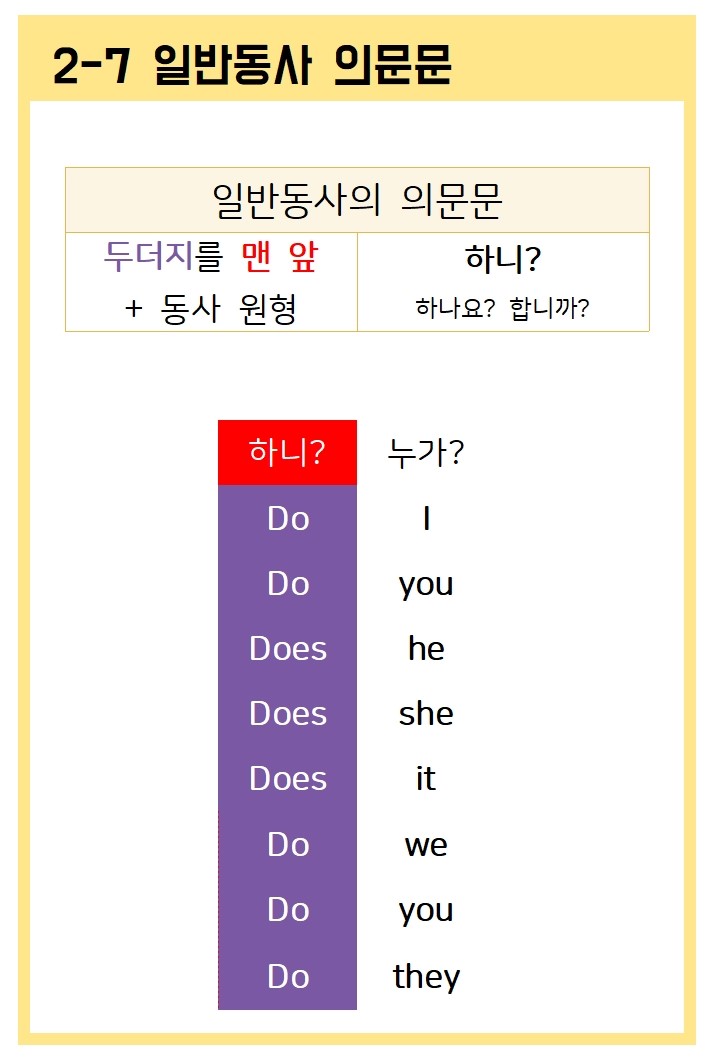 2-7 일반동사 의문문
일반동사의 의문문
두더지를 맨 앞
+ 동사 원형
하니?
하나요? 합니까?
하니? 누가?
Do I
Do you
Does he
Does she
Does it
Do we
Do you
Do they